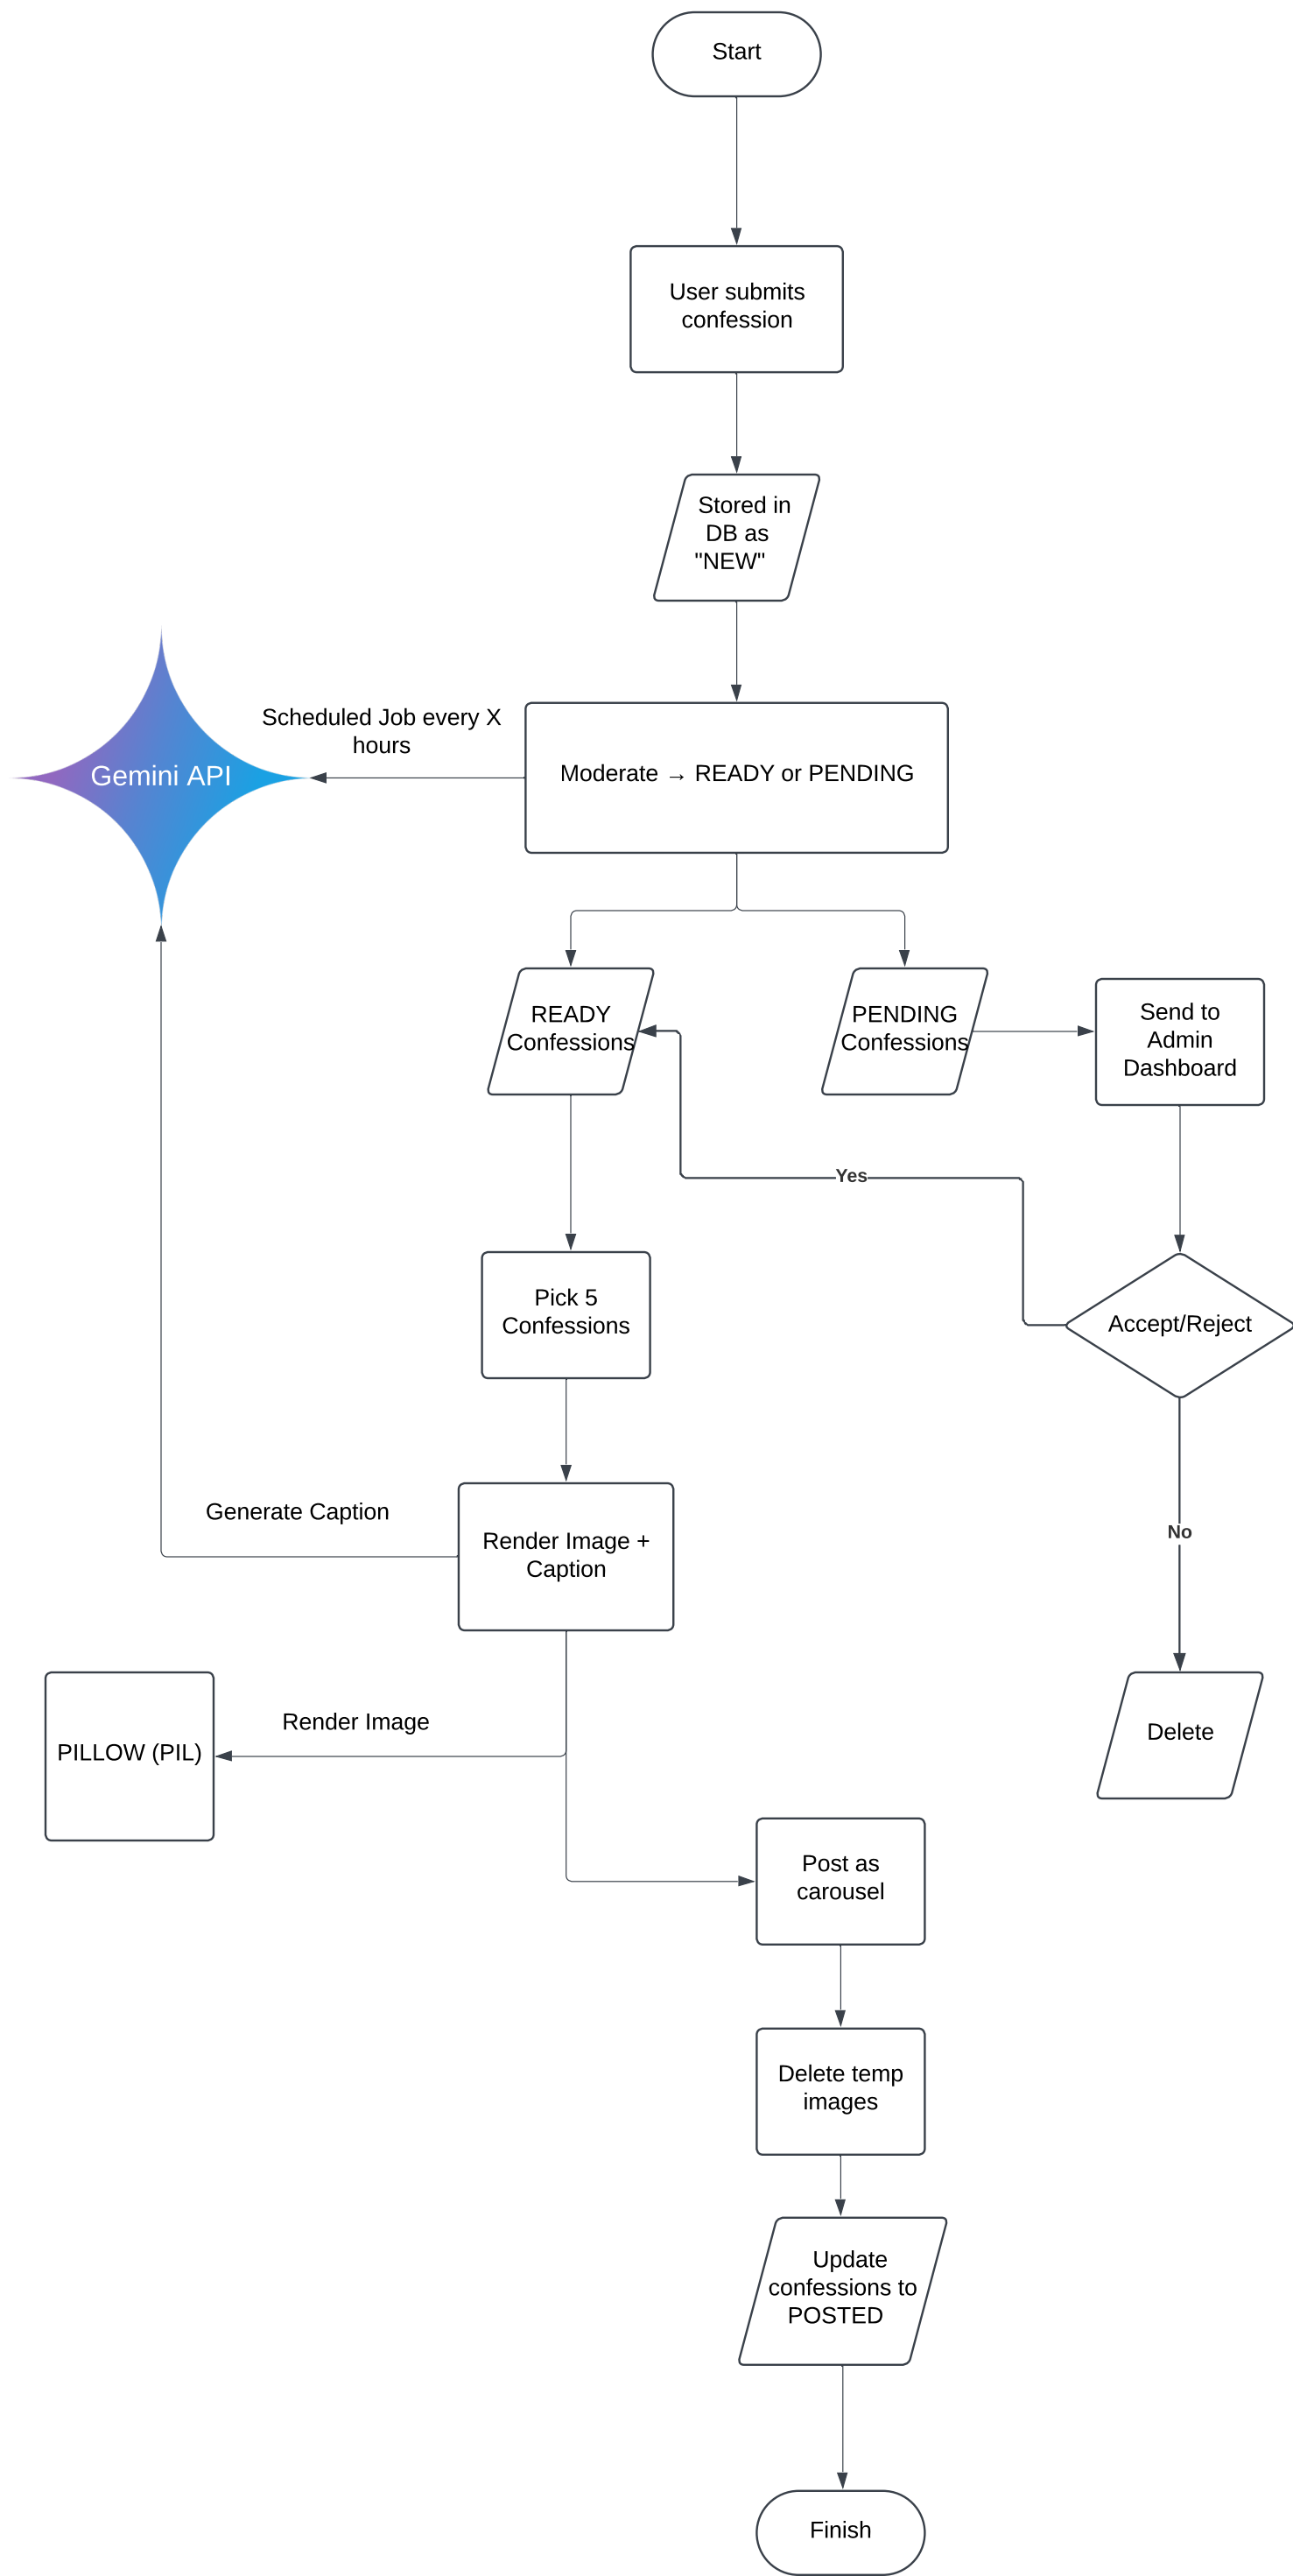 Start
User submits
confession
Stored in
DB as
"NEW"
Scheduled Job every X
hours
Gemini API
Moderate → READY or PENDING
READY
Confessions
PENDING
Confessions
Send to
Admin
Dashboard
Yes
Pick 5
Confessions
Accept/Reject
Generate Caption
Render Image +
Caption
No
PILLOW (PIL)
Render Image
Delete
Post as
carousel
Delete temp
images
Update
confessions to
POSTED
Finish